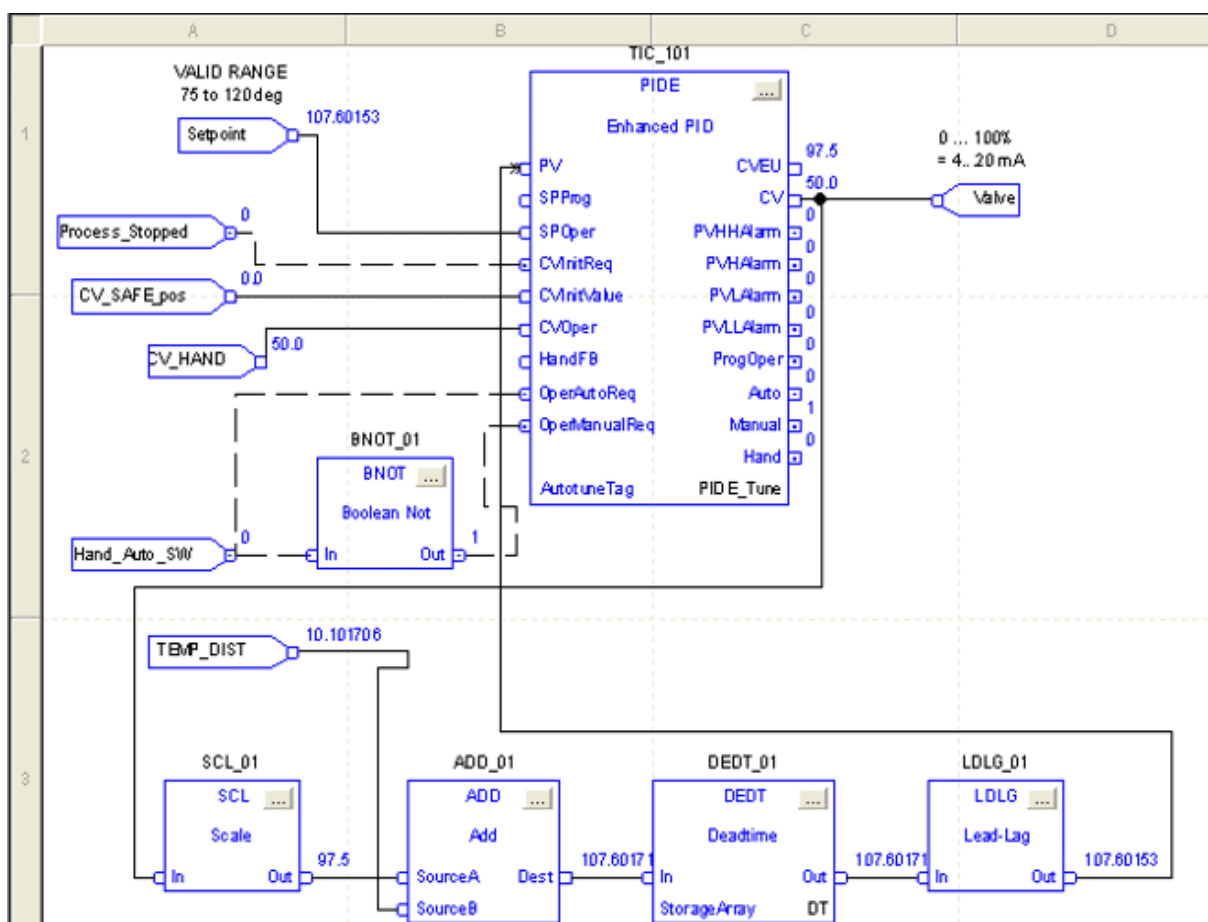 A B C D
1
2
3
TIC_101
VALID RANGE
75 to 120deg
107.60153
Setpoint
PIDE
...
Enhanced PID
0 ... 100%
= 4..20mA
PV
CVEU
97.5
SPProg
CV
50.0
Valve
0
Process_Stopped
SPOper
PVHHAlarm
0
CVInitReq
PVHAlarm
0
0.0
CV_SAFE_pos
CVInitValue
PVLAlarm
0
CVOper
PVLLAlarm
0
50.0
CV_HAND
HandFB
ProgOper
0
OperAutoReq
Auto
0
OperManualReq
Manual
1
Hand
0
AutotuneTag
PIDE_Tune
BNOT_01
BNOT
...
Boolean Not
0
Hand_Auto_SW
In
Out
1
10.101706
TEMP_DIST
SCL_01
SCL
...
Scale
In
Out
97.5
ADD_01
ADD
...
Add
SourceA
Dest
107.60171
SourceB
DEDT_01
DEDT
...
Deadtime
In
Out
107.60171
StorageArray
DT
LDLG_01
LDLG
...
Lead-Lag
In
Out
107.60153